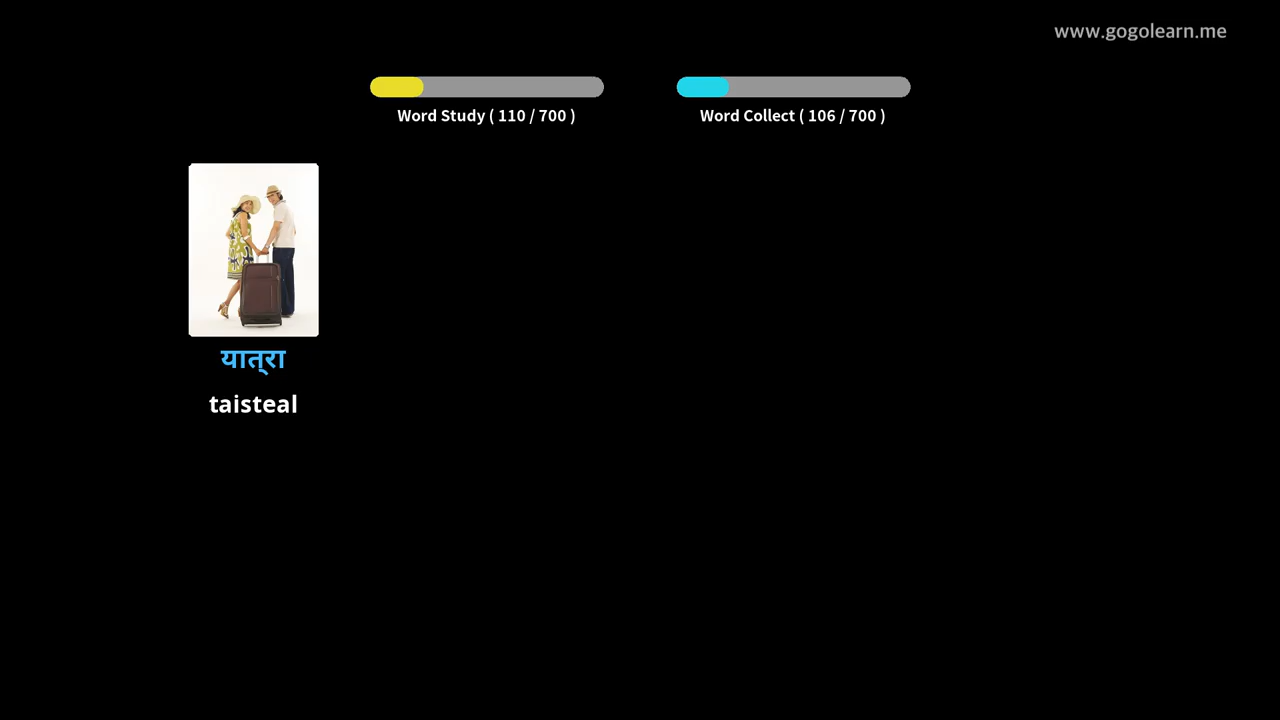 www.gogolearn.me
Word Study ( 110 / 700 )
Word Collect ( 106 / 700 )
यात्रा
taisteal